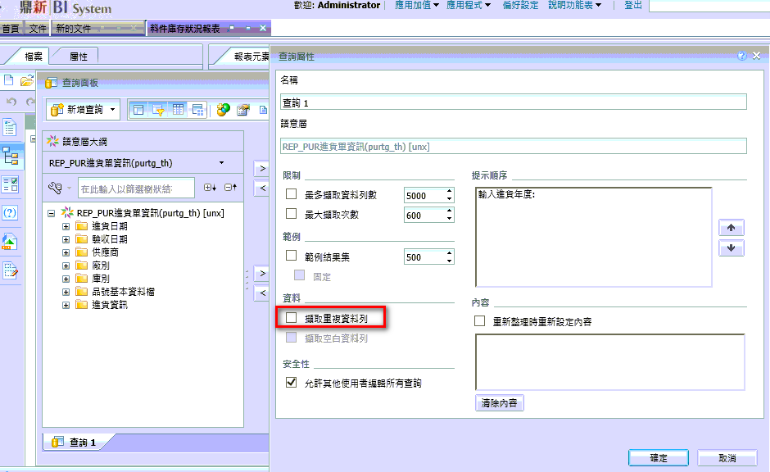 鼎新 BI System
歡迎: Administrator | 應用加值 應用程式 偏好設定 說明功能表 | 登出
首頁 文件 新的文件 料件庫存狀況報表
檔案 屬性 報表元素
查詢面板
新增查詢
語意層大綱
REP_PUR進貨單資訊(purtg_th)
在此輸入以篩選樹狀結
REP_PUR進貨單資訊(purtg_th) [unx]
進貨日期
驗收日期
供應商
廠別
庫別
品號基本資料檔
進貨資訊
查詢 1
查詢屬性
名稱
查詢 1
語意層
REP_PUR進貨單資訊(purtg_th) [unx]
限制
最多擷取資料列數 5000
最大擷取次數 600
範例
範例結果集 500
固定
資料
擷取重複資料列
擷取空白資料列
安全性
允許其他使用者編輯所有查詢
提示順序
輸入進貨年度:
內容
重新整理時重新設定內容
清除內容
確定 取消